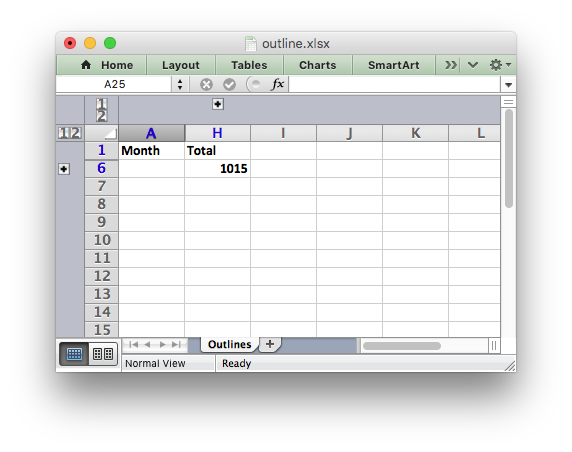 outline.xlsx
Home Layout Tables Charts SmartArt
A25 fx
1
2
1 2 A H I J K L
1 Month Total
6 1015
7
8
9
10
11
12
13
14
15
Outlines
Normal View Ready